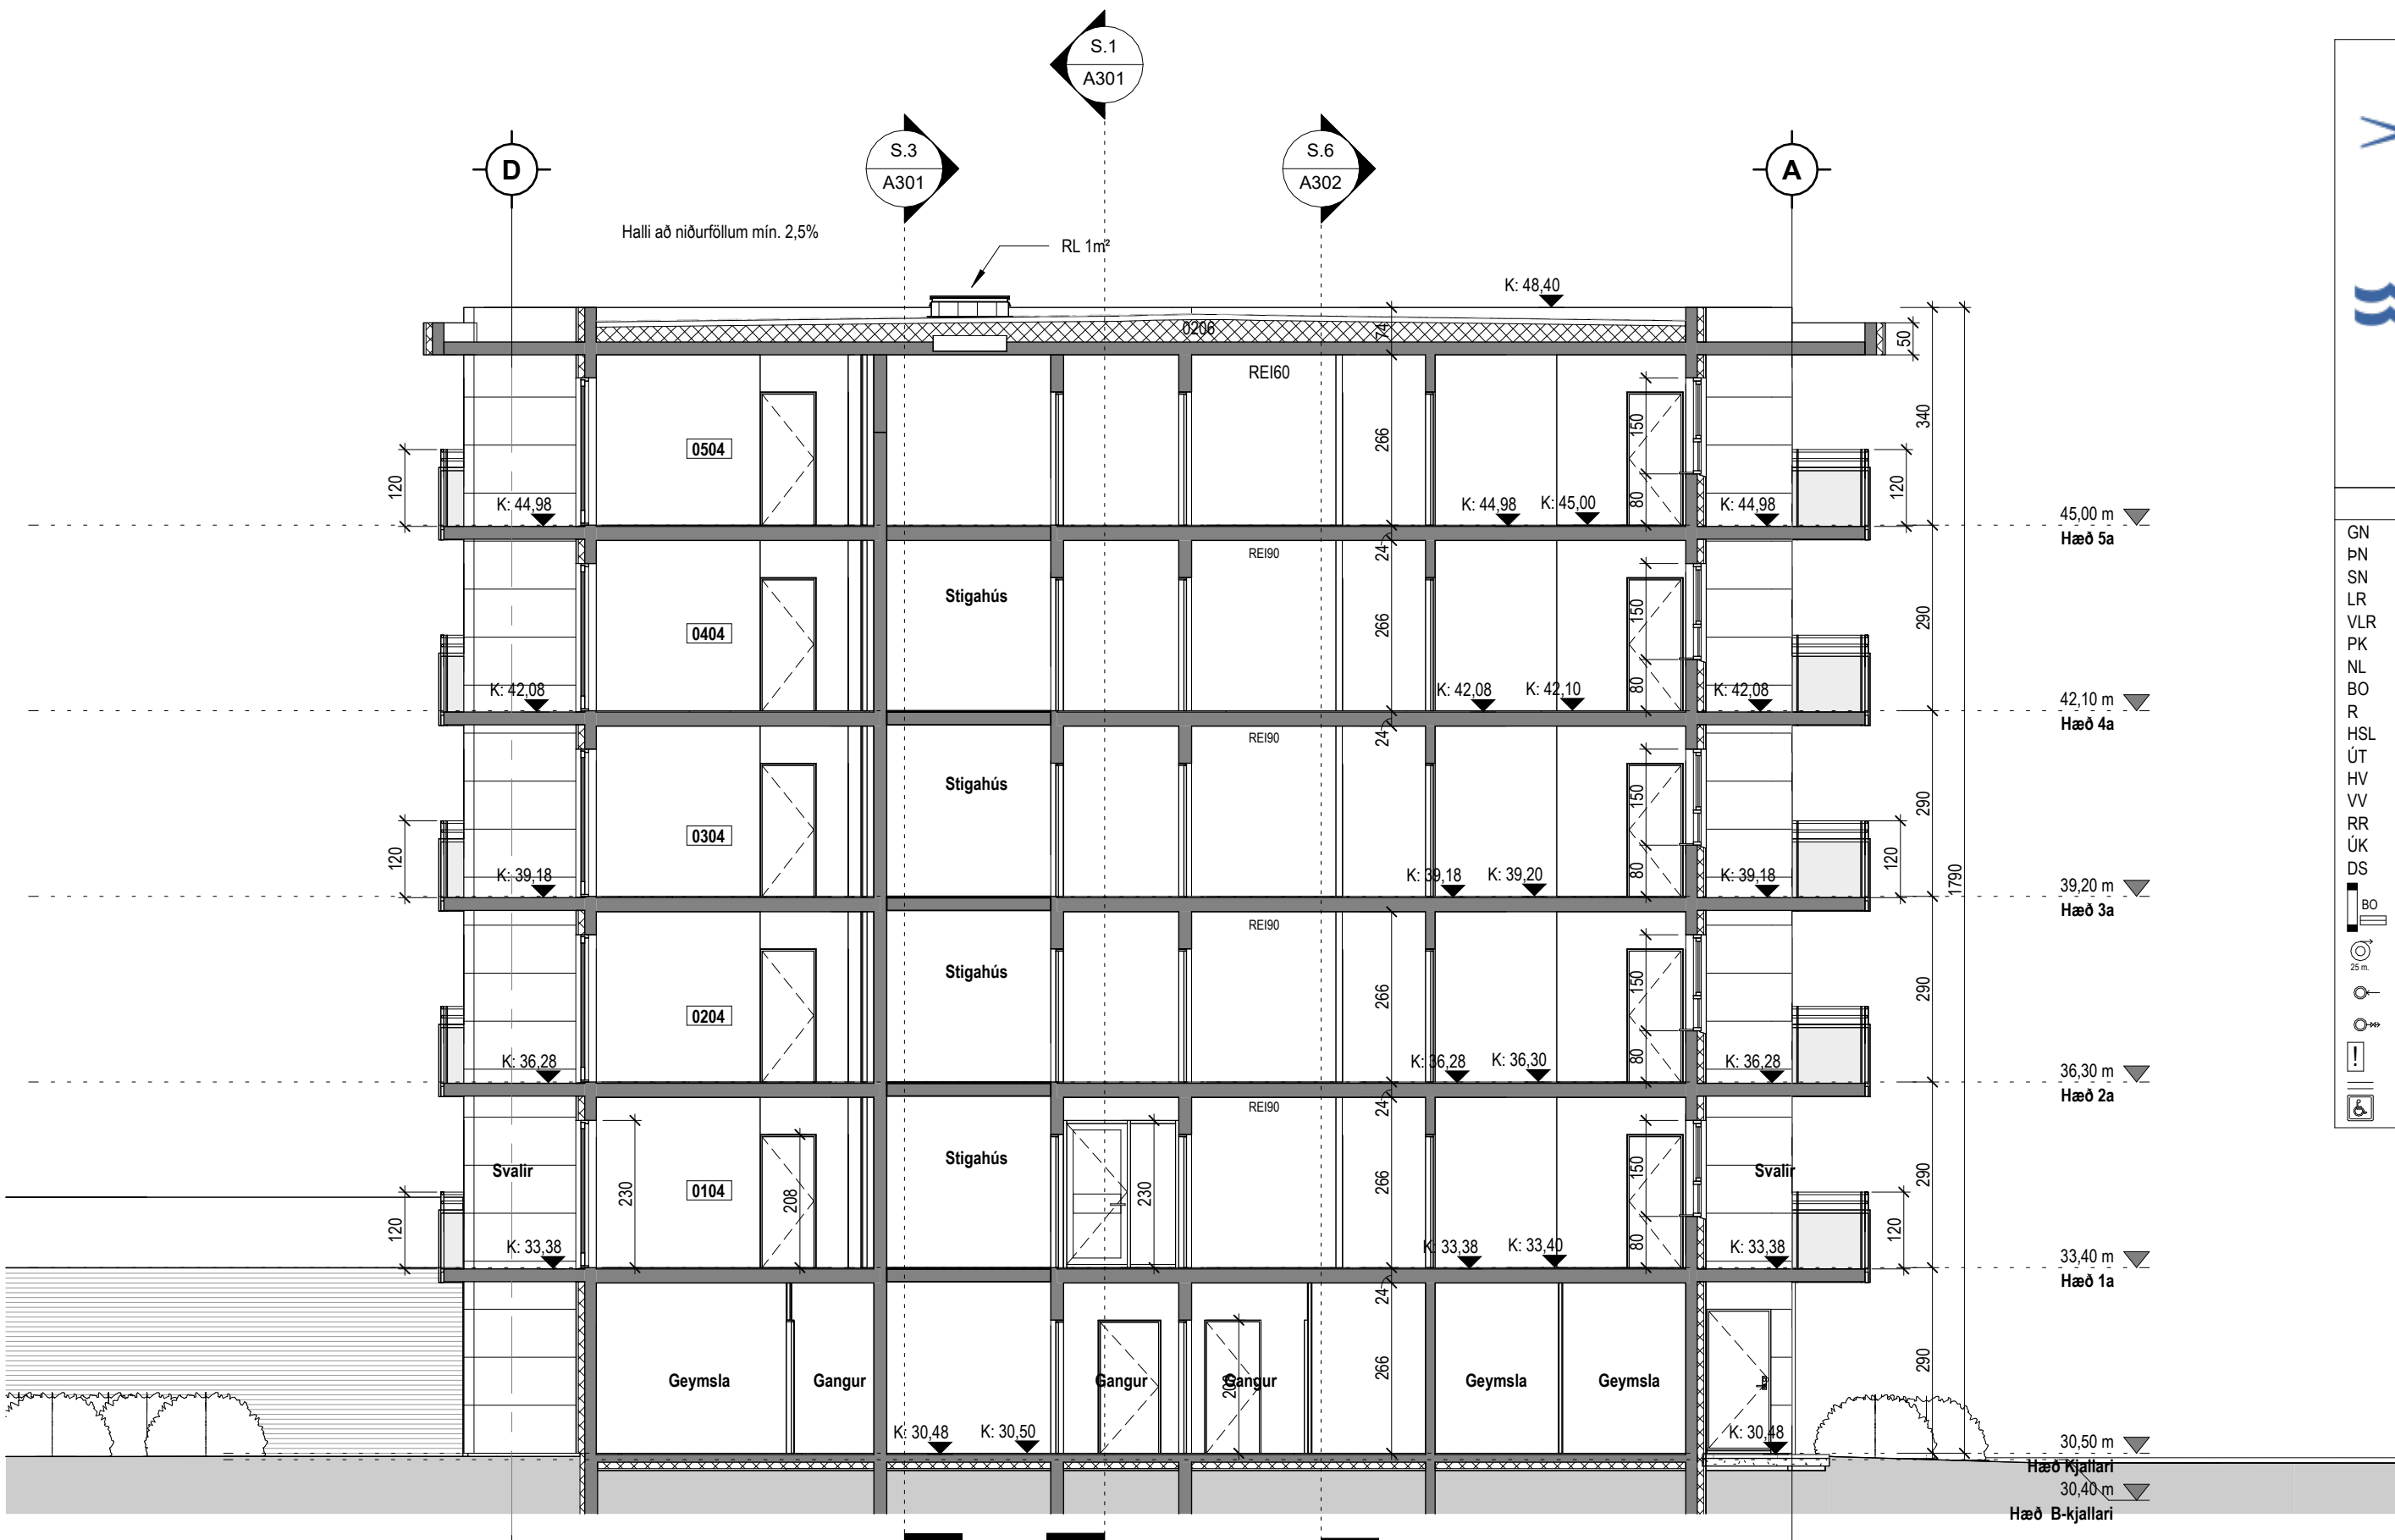 S.1
A301
S.3
A301
S.6
A302
D
A
Halli að niðurföllum mín. 2,5%
RL 1m²
K: 48,40
0206
74
50
REI60
340
266
150
0504
120
80
120
K: 44,98
K: 44,98
K: 45,00
K: 44,98
45,00 m
Hæð 5a
24
REI90
Stigahús
0404
266
150
290
80
K: 42,08
K: 42,08
K: 42,10
K: 42,08
42,10 m
Hæð 4a
24
REI90
Stigahús
0304
150
290
120
120
80
1790
K: 39,18
K: 39,18
K: 39,20
K: 39,18
39,20 m
Hæð 3a
REI90
Stigahús
0204
266
150
290
80
K: 36,28
K: 36,28
K: 36,30
K: 36,28
36,30 m
Hæð 2a
24
REI90
Stigahús
Svalir
Svalir
0104
230
208
230
266
150
290
120
80
120
K: 33,38
K: 33,38
K: 33,40
K: 33,38
33,40 m
Hæð 1a
24
Geymsla
Gangur
Gangur
Gangur
Geymsla
Geymsla
266
290
K: 30,48
K: 30,50
K: 30,48
30,50 m
Hæð Kjallari
30,40 m
Hæð B-kjallari
GN
ÞN
SN
LR
VLR
PK
NL
BO
R
HSL
ÚT
HV
VV
RR
ÚK
DS
BO
25 m.
!